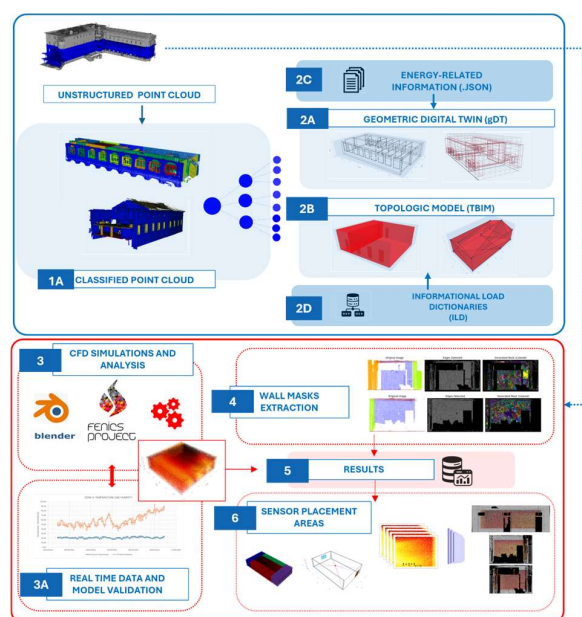 UNSTRUCTURED POINT CLOUD
1A
CLASSIFIED POINT CLOUD
2C
ENERGY-RELATED
INFORMATION (.JSON)
2A
GEOMETRIC DIGITAL TWIN (gDT)
2B
TOPOLOGIC MODEL (TBIM)
2D
INFORMATIONAL LOAD
DICTIONARIES
(ILD)
3
CFD SIMULATIONS AND
ANALYSIS
blender
FENICS
PROJECT
3A
REAL TIME DATA AND
MODEL VALIDATION
4
WALL MASKS
EXTRACTION
5
RESULTS
6
SENSOR PLACEMENT
AREAS